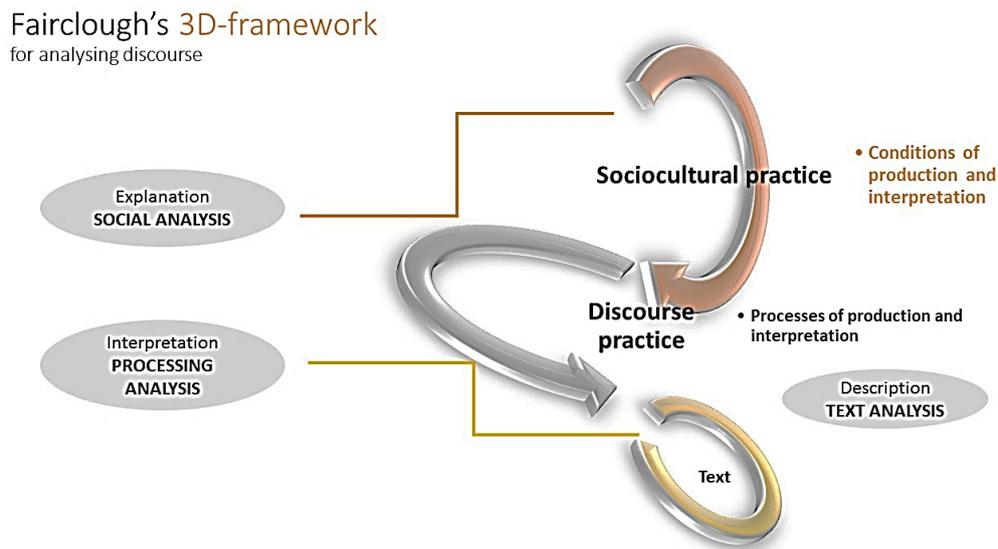 Fairclough's 3D-framework
for analysing discourse
Sociocultural practice
• Conditions of
production and
interpretation
Explanation
SOCIAL ANALYSIS
Discourse
practice
• Processes of production and
interpretation
Interpretation
PROCESSING
ANALYSIS
Description
TEXT ANALYSIS
Text